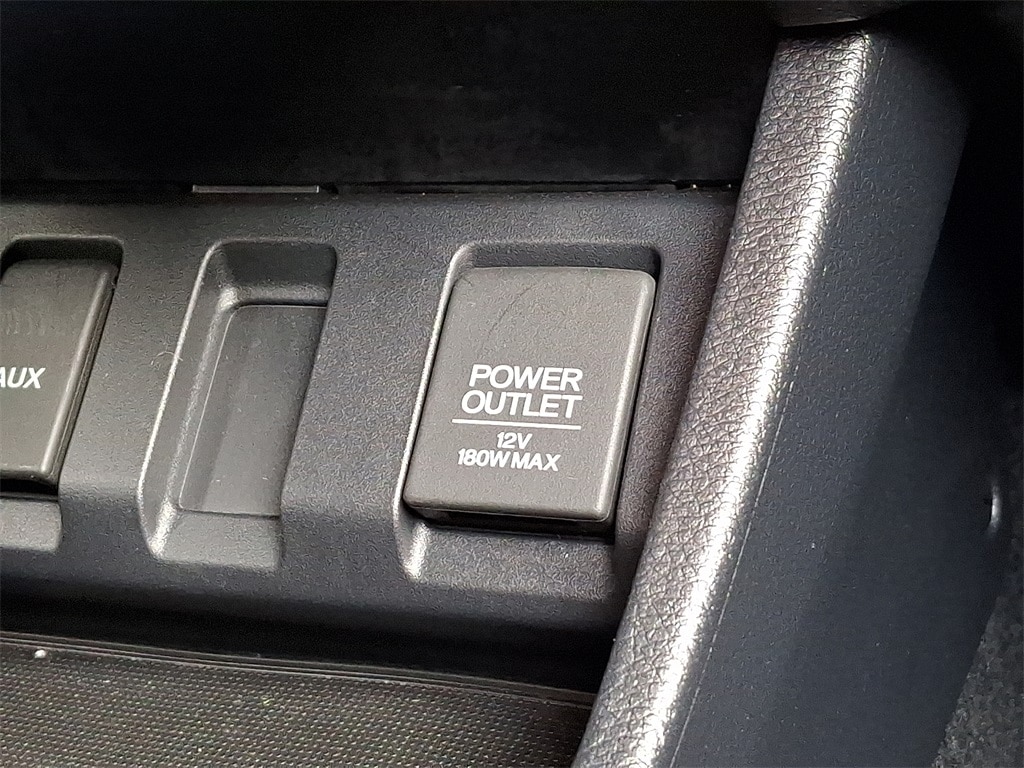 AUX
POWER
OUTLET
12V
180W MAX